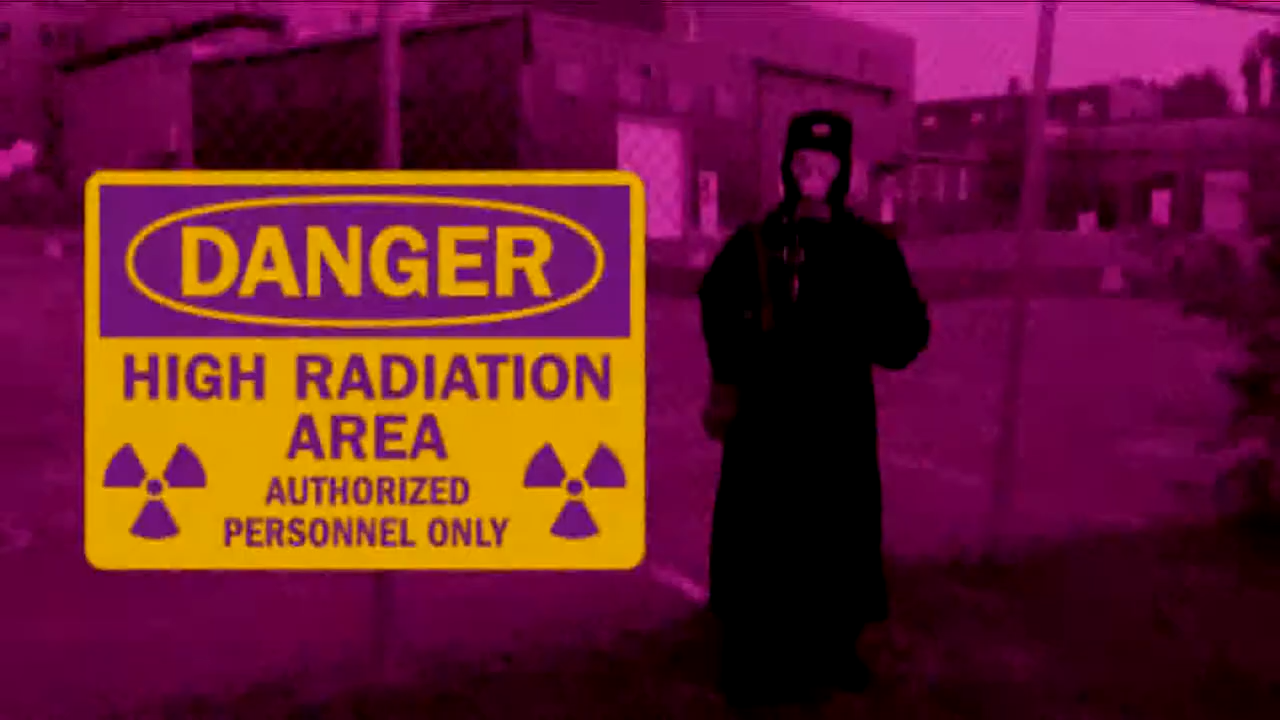 DANGER
HIGH RADIATION
AREA
AUTHORIZED
PERSONNEL ONLY